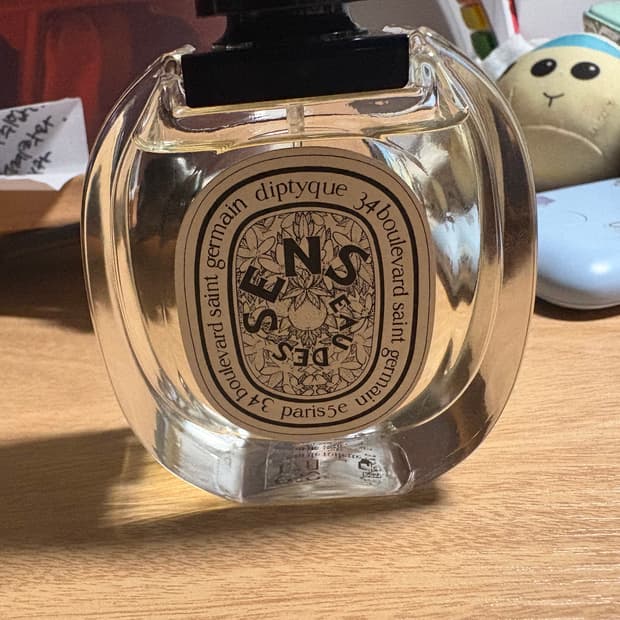 34 boulevard saint germain diptyque 34 boulevard saint germain paris5e
EAU DES SENS